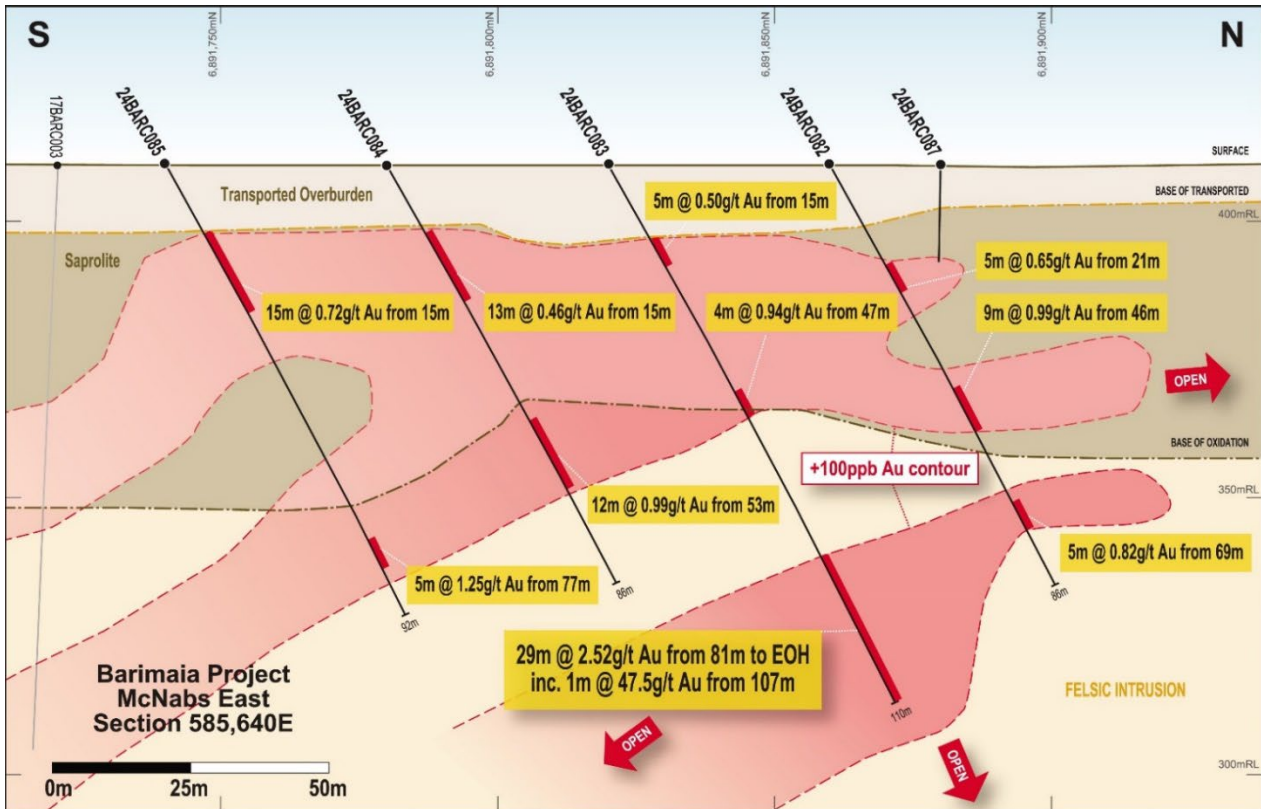 S
N
6,891,750mN
6,891,800mN
6,891,850mN
6,891,900mN
17BARC003
24BARC085
24BARC084
24BARC083
24BARC082
24BARC087
SURFACE
Transported Overburden
BASE OF TRANSPORTED
400mRL
Saprolite
5m @ 0.50g/t Au from 15m
5m @ 0.65g/t Au from 21m
15m @ 0.72g/t Au from 15m
13m @ 0.46g/t Au from 15m
4m @ 0.94g/t Au from 47m
9m @ 0.99g/t Au from 46m
OPEN
BASE OF OXIDATION
+100ppb Au contour
350mRL
12m @ 0.99g/t Au from 53m
5m @ 0.82g/t Au from 69m
5m @ 1.25g/t Au from 77m
92m
86m
86m
29m @ 2.52g/t Au from 81m to EOH
inc. 1m @ 47.5g/t Au from 107m
110m
FELSIC INTRUSION
Barimaia Project
McNabs East
Section 585,640E
OPEN
OPEN
300mRL
0m
25m
50m